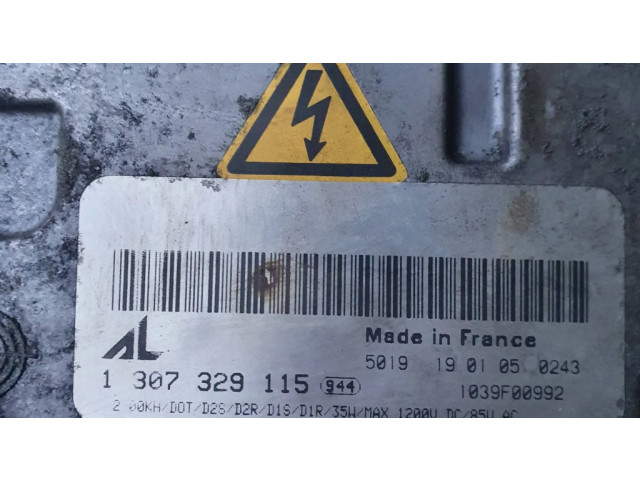 AL
Made in France
5019 19 01 05 0243
1 307 329 115 944
1039F00992
2.00KH/DOT/D2S/D2R/D1S/D1R/35W/MAX 1200V DC/85V AC